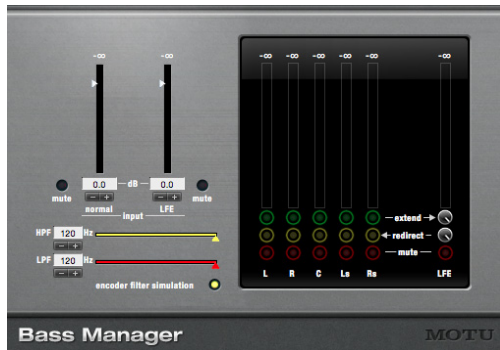 -∞ -∞
-∞ -∞ -∞ -∞ -∞ -∞
0.0 dB 0.0
- + - +
mute normal LFE mute
input
HPF 120 Hz
- +
LPF 120 Hz
- +
encoder filter simulation
extend
redirect
mute
L R C Ls Rs LFE
Bass Manager
MOTU